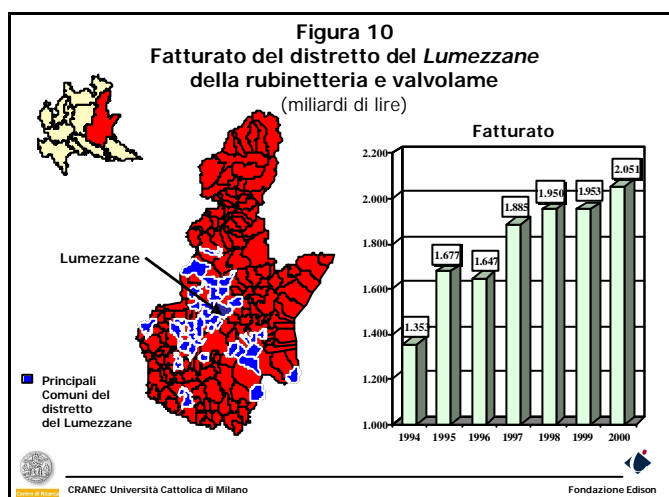 Figura 10
Fatturato del distretto del Lumezzane
della rubinetteria e valvolame
(miliardi di lire)
Fatturato
2.200
2.000
1.800
1.600
1.400
1.200
1.000
1.353
1.677
1.647
1.885
1.950
1.953
2.051
1994 1995 1996 1997 1998 1999 2000
Lumezzane
Principali
Comuni del
distretto
del Lumezzane
Centro di Ricerca
CRANEC Università Cattolica di Milano
Fondazione Edison